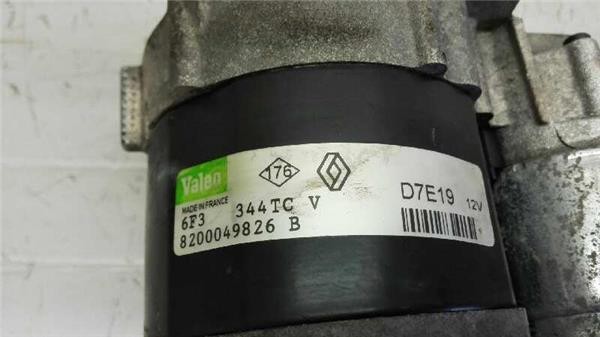 Valeo 176 D7E19 12V
MADE IN FRANCE
6F3 344TC V
8200049826 B